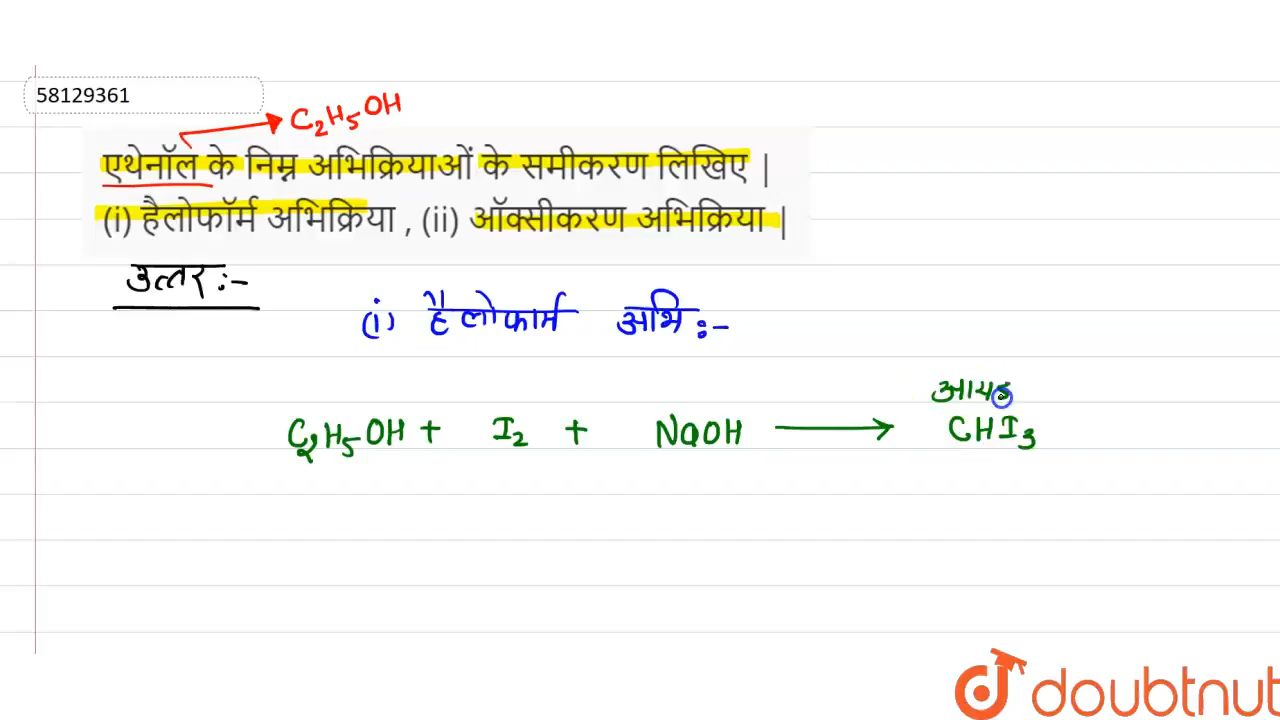 58129361
C₂H₅OH
एथेनॉल के निम्न अभिक्रियाओं के समीकरण लिखिए |
(i) हैलोफॉर्म अभिक्रिया , (ii) ऑक्सीकरण अभिक्रिया |
उत्तर:-
(i) हैलोफार्म अभि:-
आयड
C₂H₅OH + I₂ + NaOH ⟶ CHI₃
doubtnut